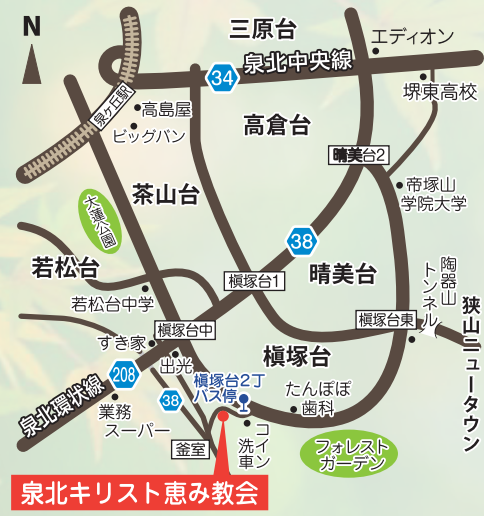 N
三原台
エディオン
34
泉北中央線
堺東高校
泉ヶ丘駅
高島屋
ビッグバン
高倉台
晴美台2
茶山台
帝塚山
学院大学
大蓮公園
38
陶器山
トンネル
若松台
槇塚台1
晴美台
狭山ニュータウン
若松台中学
槇塚台中
槇塚台東
すき家
出光
槇塚台
208
泉北環状線
38
槇塚台2丁
バス停
たんぽぽ
歯科
業務
スーパー
釜室
コイン
洗車
フォレスト
ガーデン
泉北キリスト恵み教会